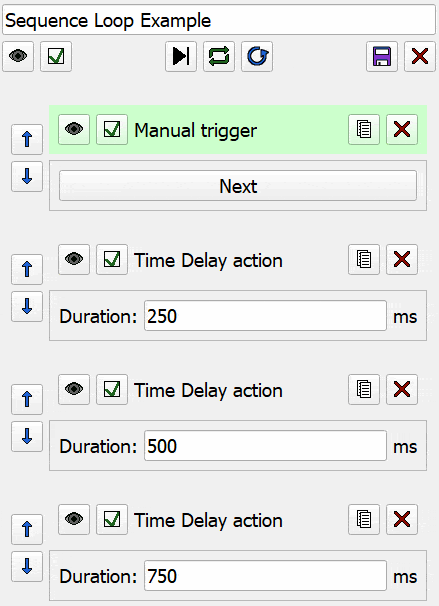 Sequence Loop Example
Manual trigger
Next
Time Delay action
Duration: 250 ms
Time Delay action
Duration: 500 ms
Time Delay action
Duration: 750 ms